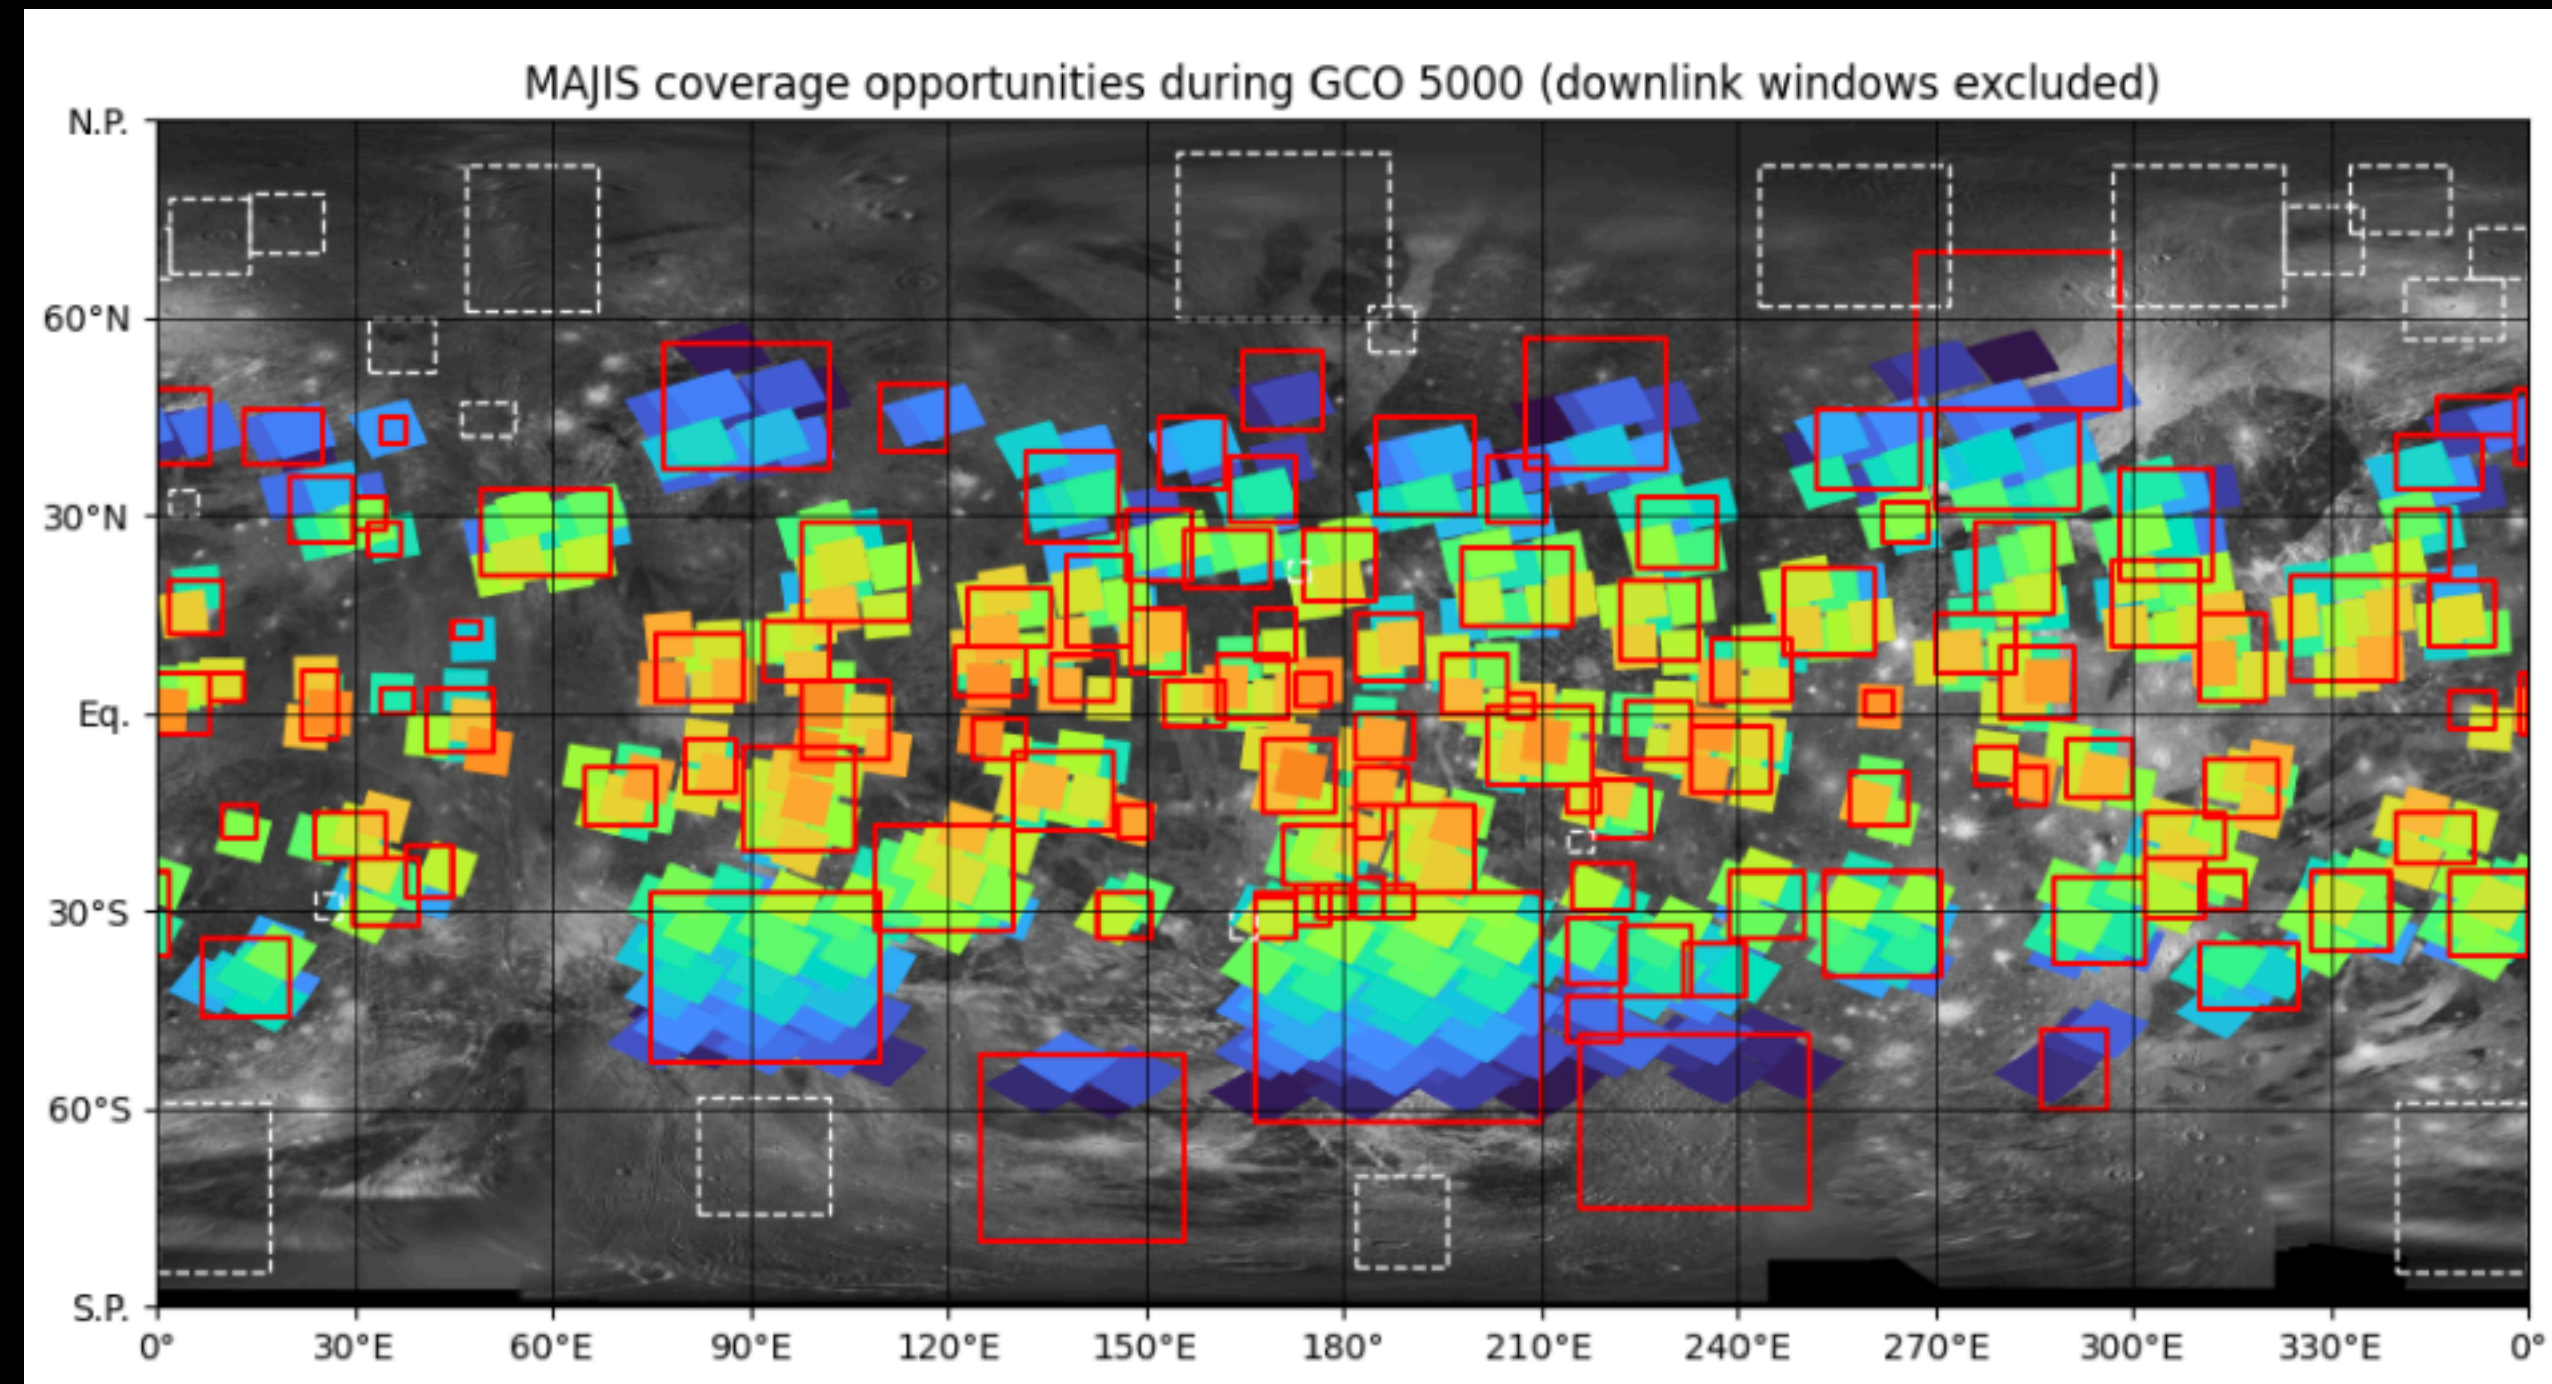 MAJIS coverage opportunities during GCO 5000 (downlink windows excluded)
N.P.
60°N
30°N
Eq.
30°S
60°S
S.P.
0° 30°E 60°E 90°E 120°E 150°E 180° 210°E 240°E 270°E 300°E 330°E 0°